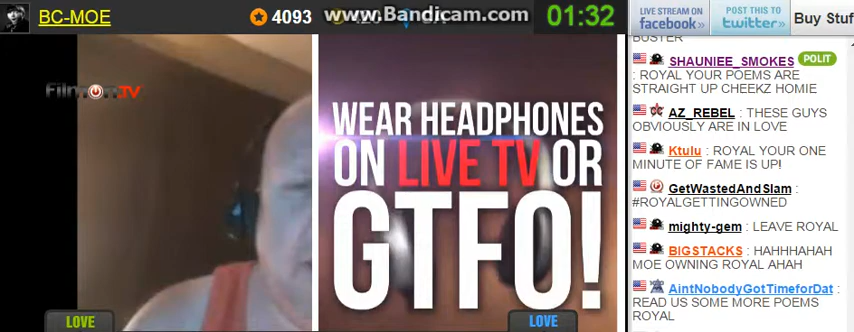 BC-MOE
4093
www.Bandicam.com
01:32
LIVE STREAM ON
facebook»
POST THIS TO
twitter»
Buy Stuf
FilmOn.TV
WEAR HEADPHONES
ON LIVE TV OR
GTFO!
LOVE
LOVE
BUSTER
SHAUNIEE_SMOKES POLIT
: ROYAL YOUR POEMS ARE
STRAIGHT UP CHEEKZ HOMIE
AZ_REBEL : THESE GUYS
OBVIOUSLY ARE IN LOVE
Ktulu : ROYAL YOUR ONE
MINUTE OF FAME IS UP!
GetWastedAndSlam :
#ROYALGETTINGOWNED
mighty-gem : LEAVE ROYAL
BIGSTACKS : HAHHHAHAH
MOE OWNING ROYAL AHAH
AintNobodyGotTimeforDat :
READ US SOME MORE POEMS
ROYAL